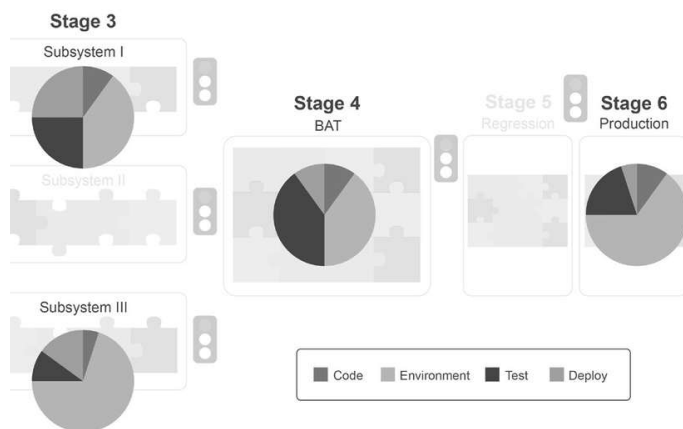 Stage 3
Subsystem I
Subsystem II
Subsystem III
Stage 4
BAT
Stage 5
Regression
Stage 6
Production
Code Environment Test Deploy